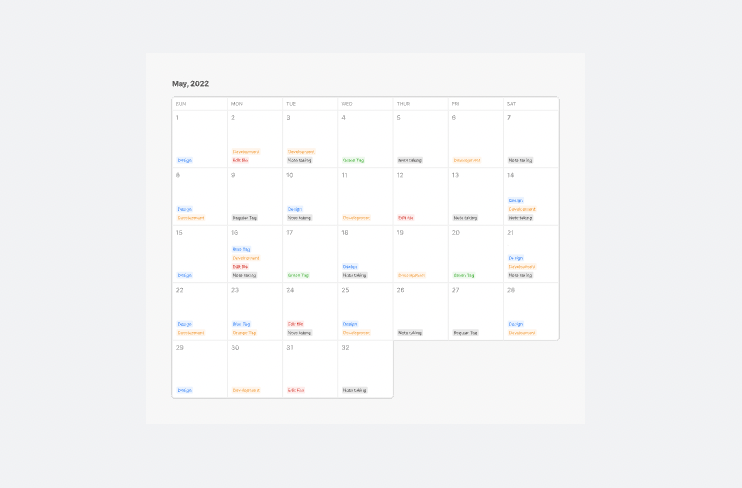 May, 2022
SUN MON TUE WED THUR FRI SAT
1 2 3 4 5 6 7
Development Development
Design Edit Me Note taking Green Tag Note taking Development Note taking
8 9 10 11 12 13 14
Design
Design Design Development
Development Regular Tag Note taking Development Edit Me Note taking Note taking
15 16 17 18 19 20 21
Blue Tag
Development Design
Edit Me Design Development
Design Note taking Green Tag Note taking Development Green Tag Note taking
22 23 24 25 26 27 28
Design Blue Tag Edit Me Design Design
Development Orange Tag Note taking Development Note taking Regular Tag Development
29 30 31 32
Design Development Edit Me Note taking